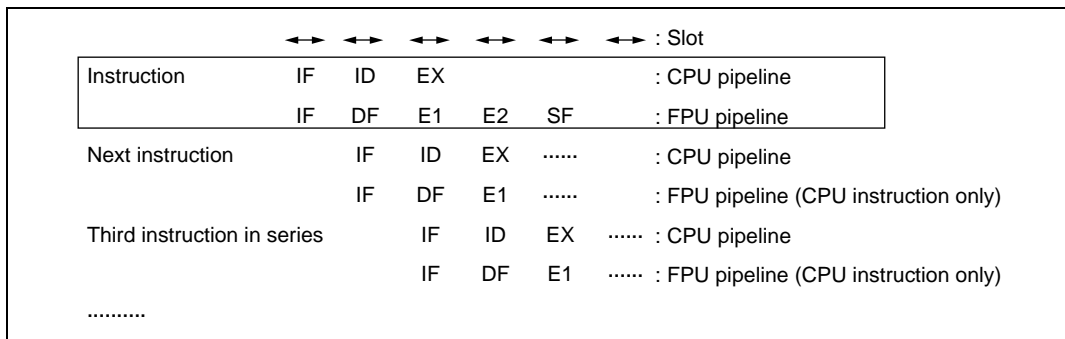 : Slot
Instruction IF ID EX : CPU pipeline
IF DF E1 E2 SF : FPU pipeline
Next instruction IF ID EX ...... : CPU pipeline
IF DF E1 ...... : FPU pipeline (CPU instruction only)
Third instruction in series IF ID EX ...... : CPU pipeline
IF DF E1 ...... : FPU pipeline (CPU instruction only)
..........